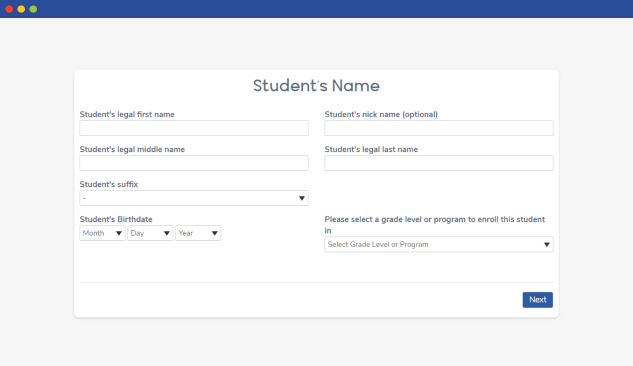 Student's Name
Student's legal first name
Student's nick name (optional)
Student's legal middle name
Student's legal last name
Student's suffix
-
Student's Birthdate
Month Day Year
Please select a grade level or program to enroll this student
in
Select Grade Level or Program
Next